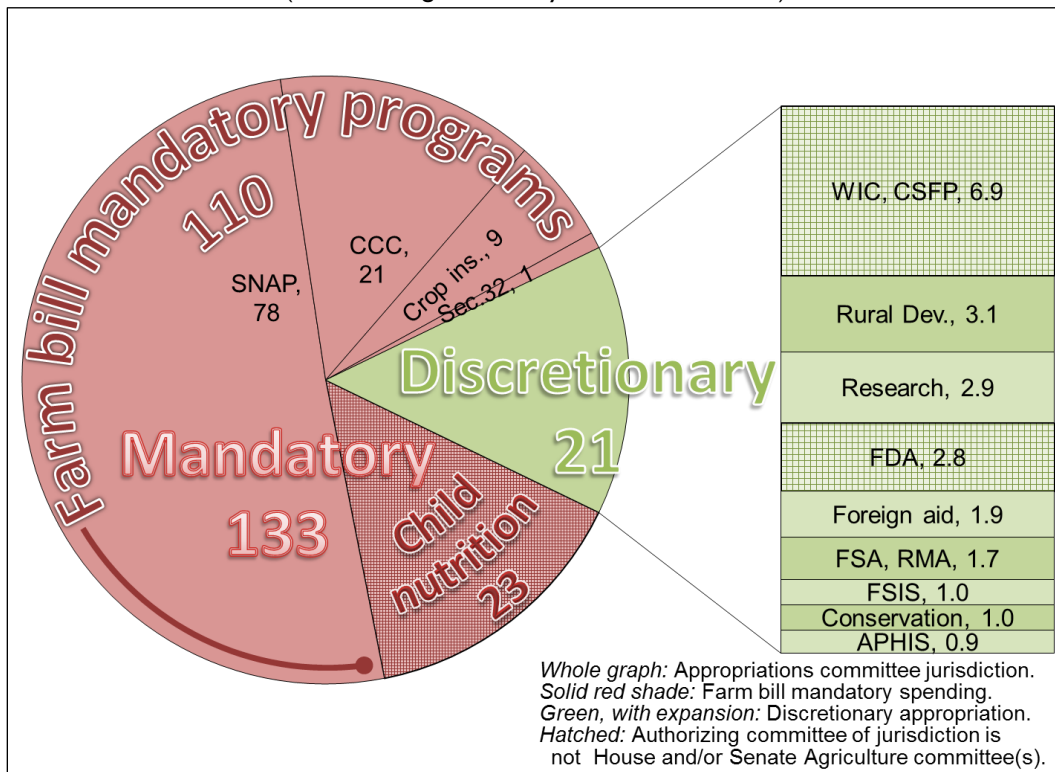 Farm bill mandatory programs
110
SNAP,
78
CCC,
21
Crop ins., 9
Sec.32, 1
Discretionary
21
Mandatory
133
Child
nutrition
23
WIC, CSFP, 6.9
Rural Dev., 3.1
Research, 2.9
FDA, 2.8
Foreign aid, 1.9
FSA, RMA, 1.7
FSIS, 1.0
Conservation, 1.0
APHIS, 0.9
Whole graph: Appropriations committee jurisdiction.
Solid red shade: Farm bill mandatory spending.
Green, with expansion: Discretionary appropriation.
Hatched: Authorizing committee of jurisdiction is
not House and/or Senate Agriculture committee(s).